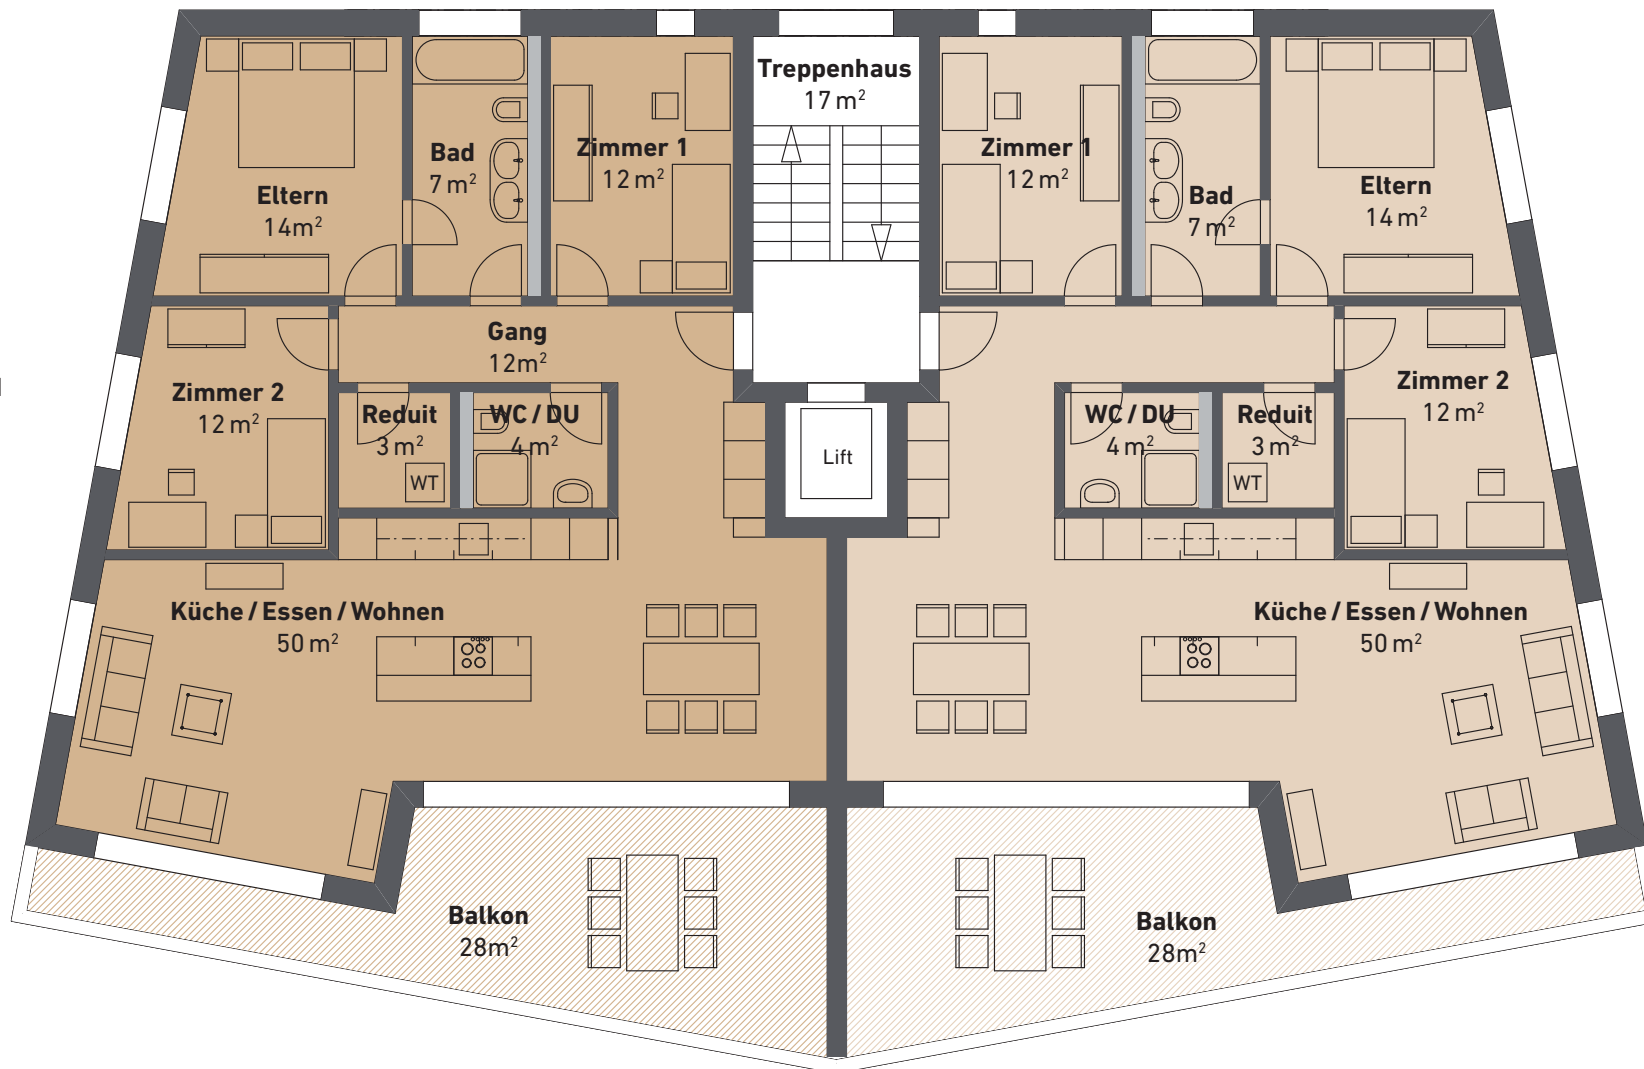 Treppenhaus
17 m²
Eltern
14m²
Bad
7 m²
Zimmer 1
12 m²
Zimmer 1
12 m²
Bad
7 m²
Eltern
14 m²
Gang
12m²
Zimmer 2
12 m²
Reduit
3 m²
WT
WC / DU
4 m²
Lift
WC / DU
4 m²
Reduit
3 m²
WT
Zimmer 2
12 m²
Küche / Essen / Wohnen
50 m²
Küche / Essen / Wohnen
50 m²
Balkon
28m²
Balkon
28m²